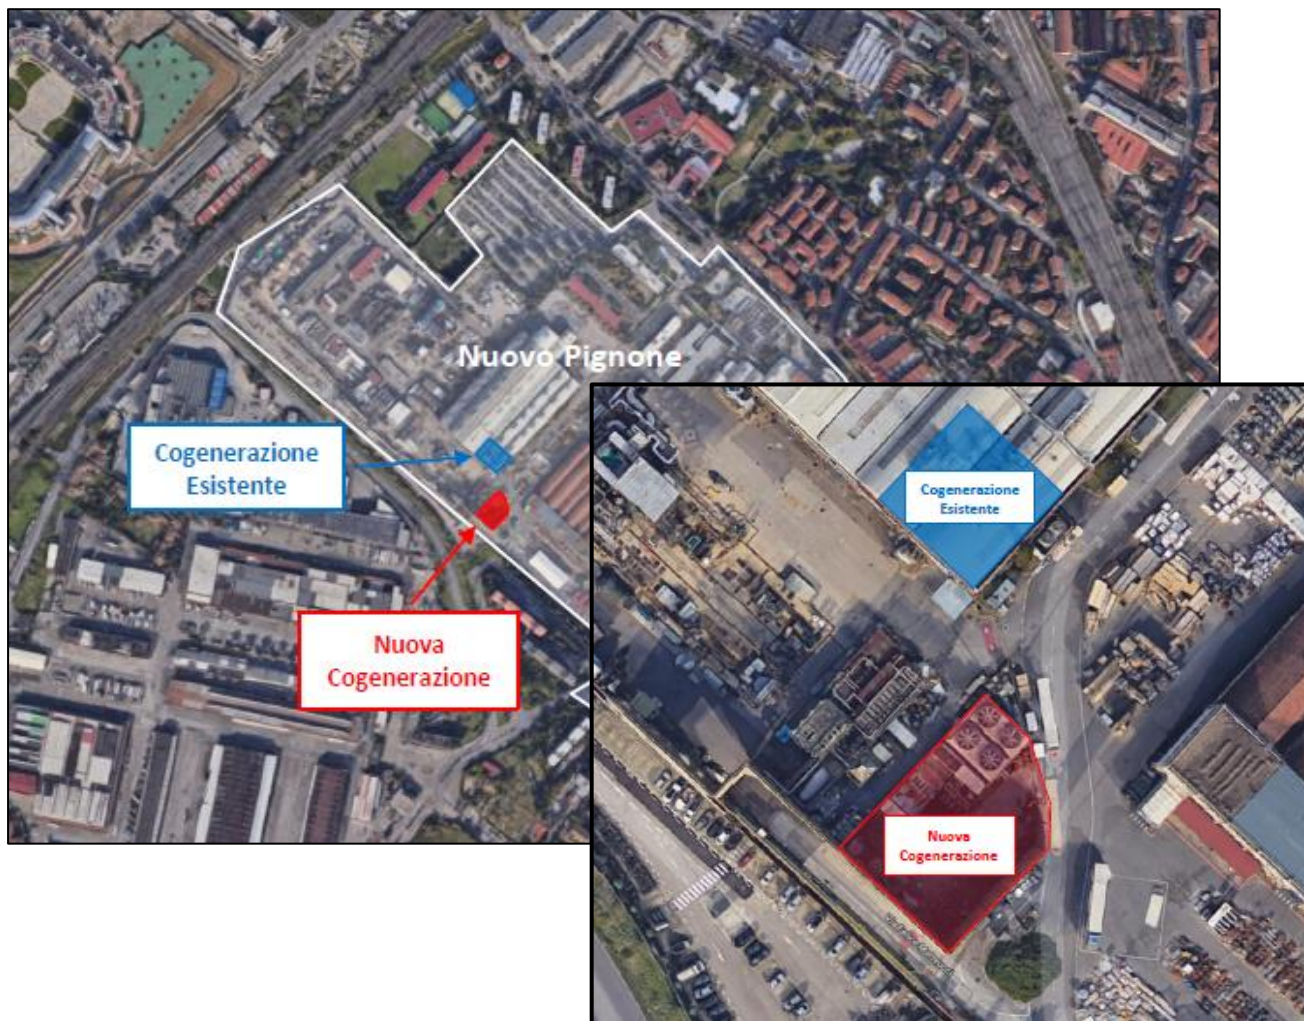 Nuovo Pignone
Cogenerazione
Esistente
Nuova
Cogenerazione
Cogenerazione
Esistente
Nuova
Cogenerazione